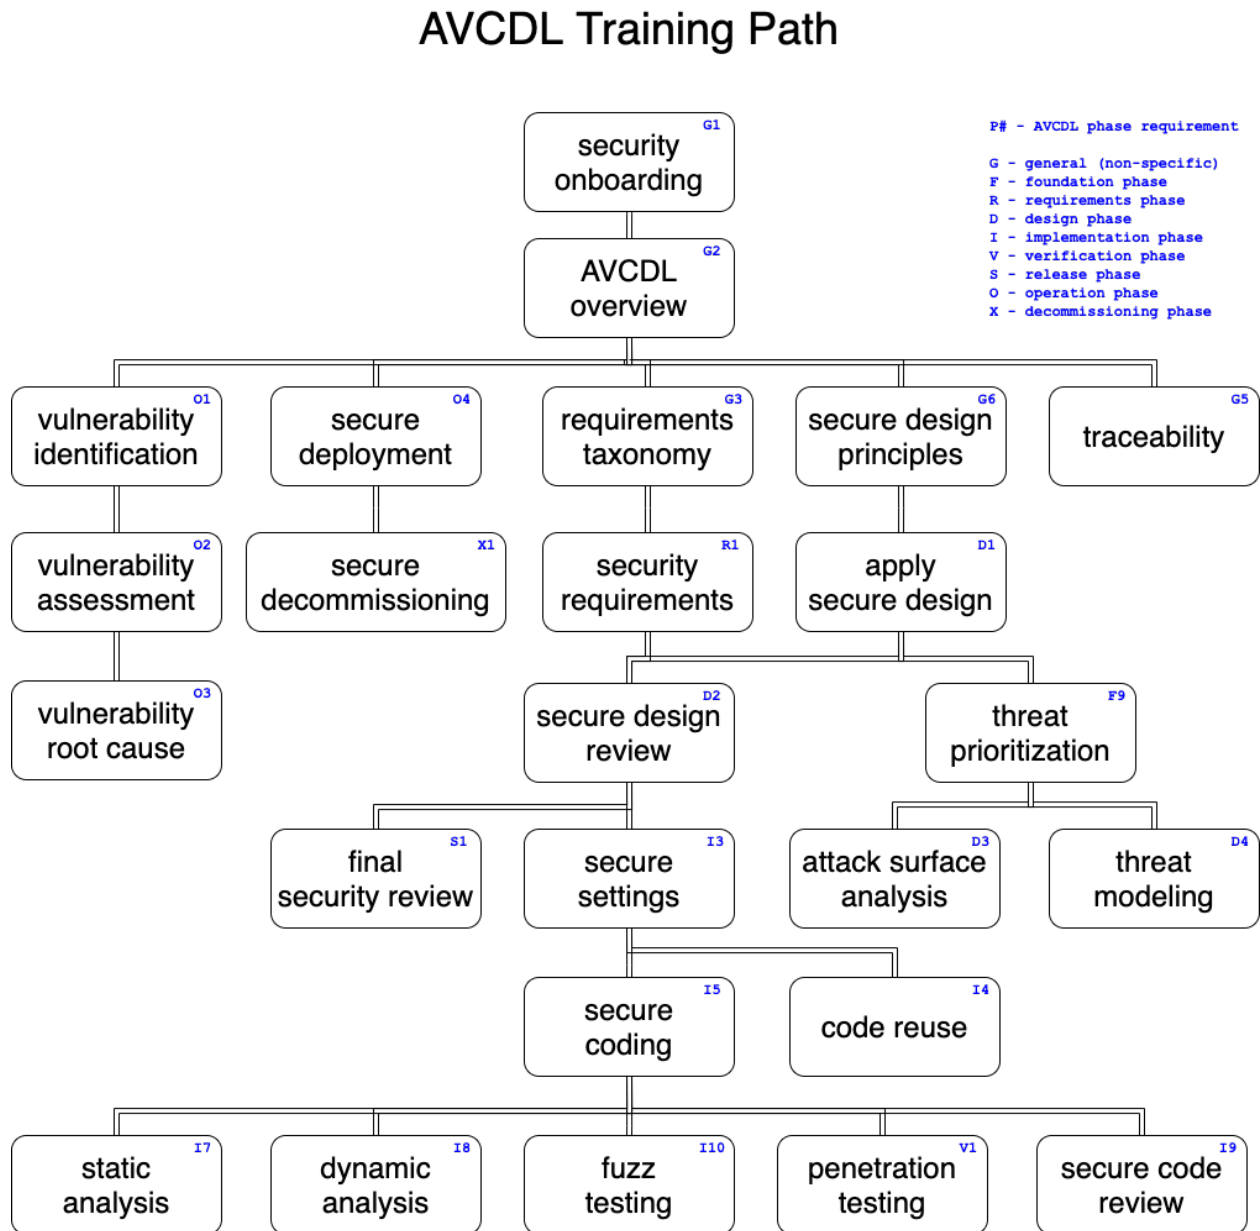 AVCDL Training Path
G1
security
onboarding
P# - AVCDL phase requirement
G - general (non-specific)
F - foundation phase
R - requirements phase
D - design phase
I - implementation phase
V - verification phase
S - release phase
O - operation phase
X - decommissioning phase
G2
AVCDL
overview
O1
vulnerability
identification
O4
secure
deployment
G3
requirements
taxonomy
G6
secure design
principles
G5
traceability
O2
vulnerability
assessment
X1
secure
decommissioning
R1
security
requirements
D1
apply
secure design
O3
vulnerability
root cause
D2
secure design
review
F9
threat
prioritization
S1
final
security review
I3
secure
settings
D3
attack surface
analysis
D4
threat
modeling
I5
secure
coding
I4
code reuse
I7
static
analysis
I8
dynamic
analysis
I10
fuzz
testing
V1
penetration
testing
I9
secure code
review